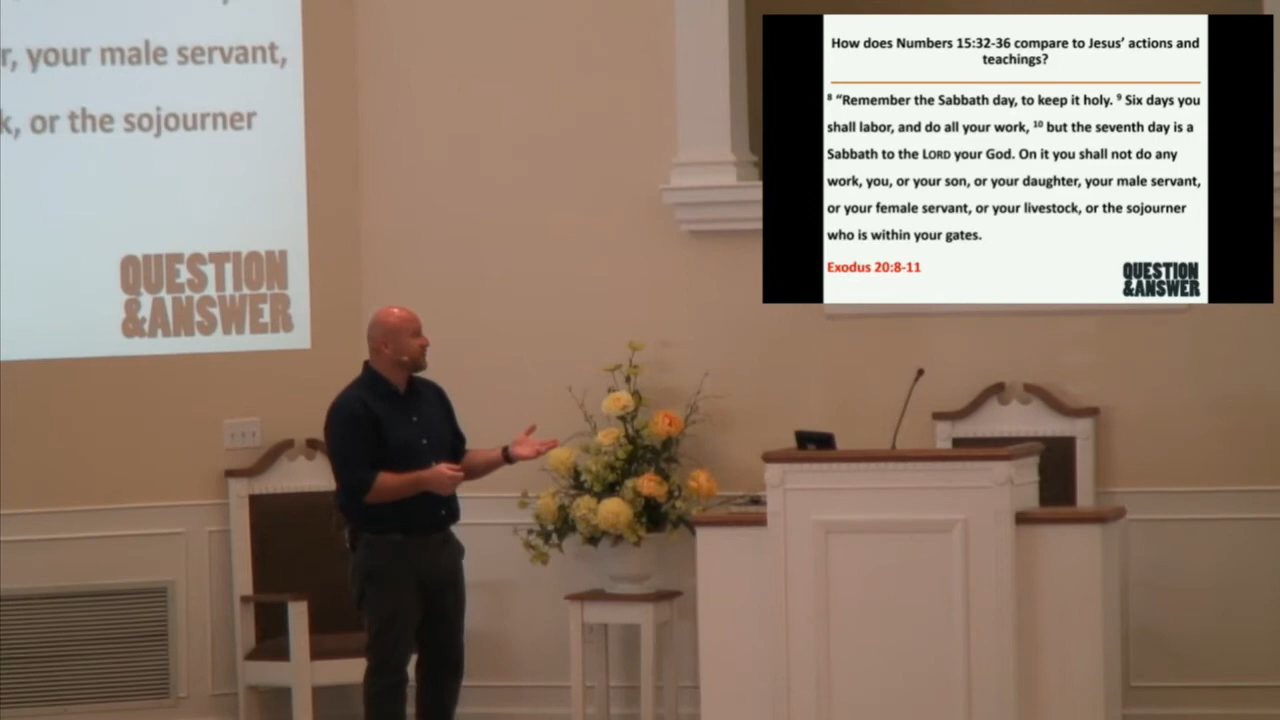 r, your male servant,
k, or the sojourner
QUESTION
&ANSWER
How does Numbers 15:32-36 compare to Jesus' actions and
teachings?
8 "Remember the Sabbath day, to keep it holy. 9 Six days you
shall labor, and do all your work, 10 but the seventh day is a
Sabbath to the LORD your God. On it you shall not do any
work, you, or your son, or your daughter, your male servant,
or your female servant, or your livestock, or the sojourner
who is within your gates.
Exodus 20:8-11
QUESTION
&ANSWER